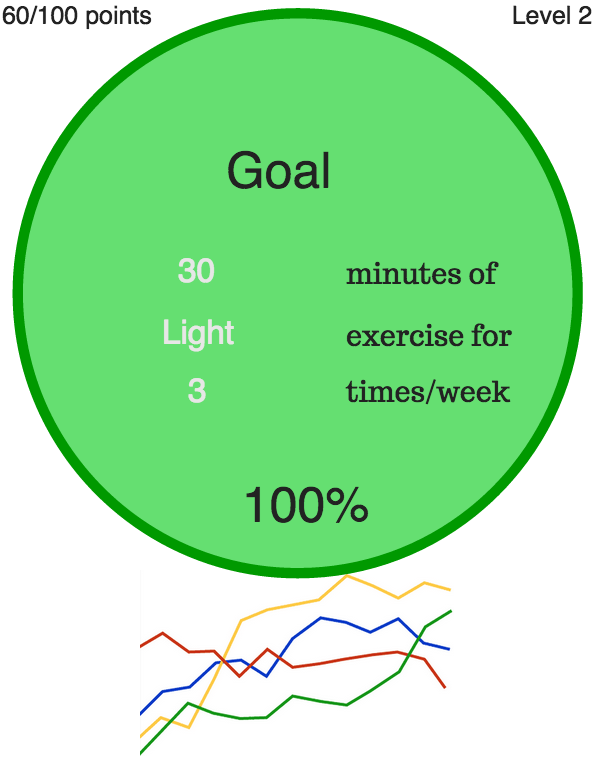 60/100 points Level 2
Goal
30 minutes of
Light exercise for
3 times/week
100%